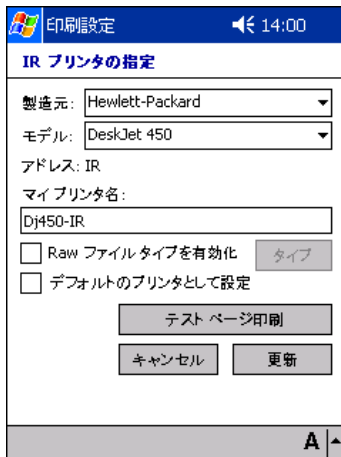 印刷設定 14:00
IR プリンタの指定
製造元: Hewlett-Packard
モデル: DeskJet 450
アドレス: IR
マイ プリンタ名:
Dj450-IR
Raw ファイル タイプを有効化 タイプ
デフォルトのプリンタとして設定
テスト ページ印刷
キャンセル 更新
A